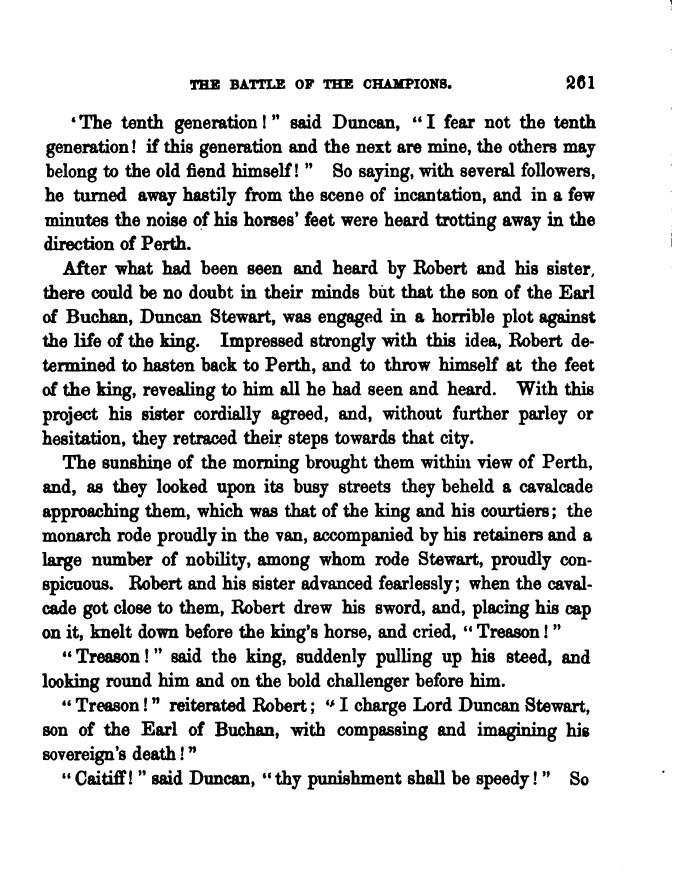 THE BATTLE OF THE CHAMPIONS. 261
‘The tenth generation!” said Duncan, “I fear not the tenth
generation! if this generation and the next are mine, the others may
belong to the old fiend himself!” So saying, with several followers,
he turned away hastily from the scene of incantation, and in a few
minutes the noise of his horses’ feet were heard trotting away in the
direction of Perth.
After what had been seen and heard by Robert and his sister,
there could be no doubt in their minds but that the son of the Earl
of Buchan, Duncan Stewart, was engaged in a horrible plot against
the life of the king. Impressed strongly with this idea, Robert de-
termined to hasten back to Perth, and to throw himself at the feet
of the king, revealing to him all he had seen and heard. With this
project his sister cordially agreed, and, without further parley or
hesitation, they retraced their steps towards that city.
The sunshine of the morning brought them within view of Perth,
and, as they looked upon its busy streets they beheld a cavalcade
approaching them, which was that of the king and his courtiers; the
monarch rode proudly in the van, accompanied by his retainers and a
large number of nobility, among whom rode Stewart, proudly con-
spicuous. Robert and his sister advanced fearlessly; when the caval-
cade got close to them, Robert drew his sword, and, placing his cap
on it, knelt down before the king’s horse, and cried, “Treason!”
“Treason!” said the king, suddenly pulling up his steed, and
looking round him and on the bold challenger before him.
“Treason!” reiterated Robert; “I charge Lord Duncan Stewart,
son of the Earl of Buchan, with compassing and imagining his
sovereign’s death!”
“Caitiff!” said Duncan, “thy punishment shall be speedy!” So